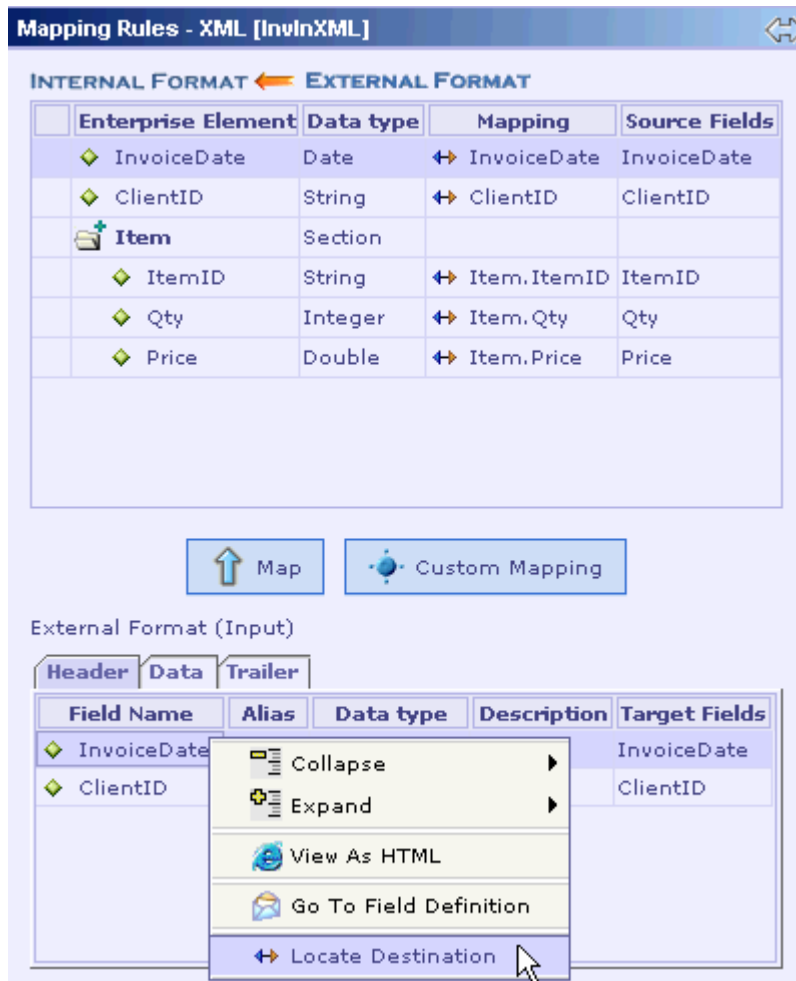 Mapping Rules - XML [InvInXML]
INTERNAL FORMAT EXTERNAL FORMAT
Enterprise Element Data type Mapping Source Fields
InvoiceDate Date InvoiceDate InvoiceDate
ClientID String ClientID ClientID
Item Section
ItemID String Item.ItemID ItemID
Qty Integer Item.Qty Qty
Price Double Item.Price Price
Map Custom Mapping
External Format (Input)
Header Data Trailer
Field Name Alias Data type Description Target Fields
InvoiceDate InvoiceDate
ClientID ClientID
Collapse
Expand
View As HTML
Go To Field Definition
Locate Destination